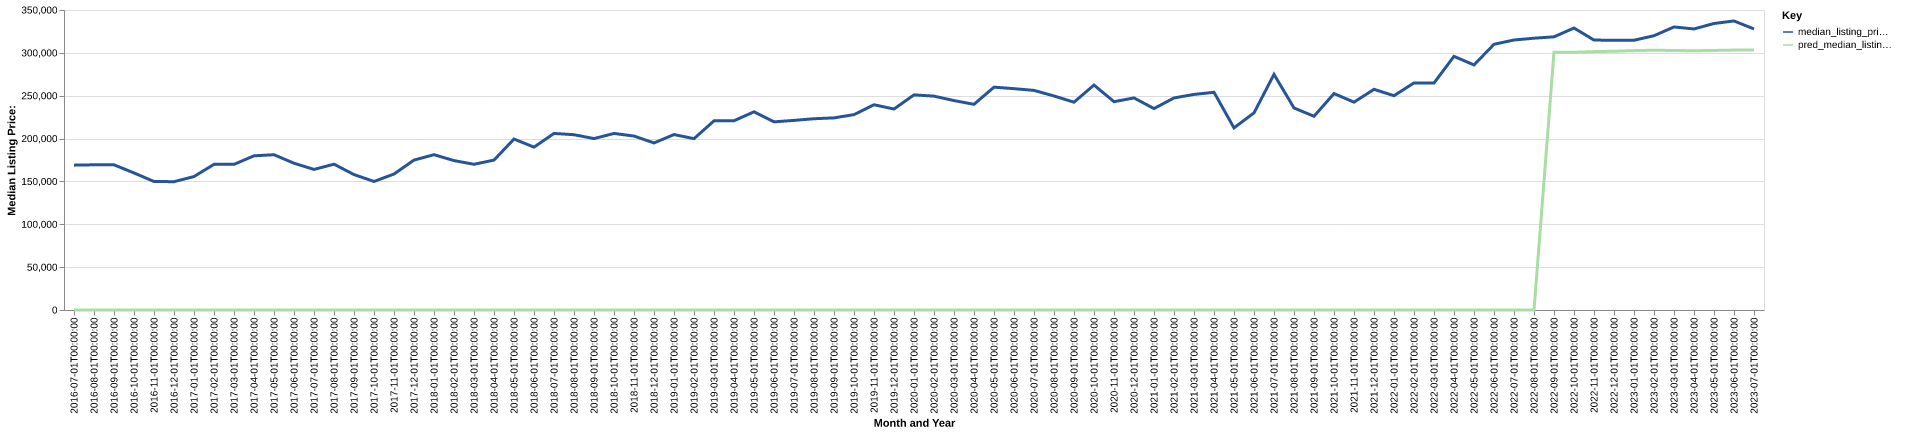 350,000
300,000
250,000
200,000
150,000
100,000
50,000
0
Median Listing Price:
2016-07-01T00:00:00
2016-08-01T00:00:00
2016-09-01T00:00:00
2016-10-01T00:00:00
2016-11-01T00:00:00
2016-12-01T00:00:00
2017-01-01T00:00:00
2017-02-01T00:00:00
2017-03-01T00:00:00
2017-04-01T00:00:00
2017-05-01T00:00:00
2017-06-01T00:00:00
2017-07-01T00:00:00
2017-08-01T00:00:00
2017-09-01T00:00:00
2017-10-01T00:00:00
2017-11-01T00:00:00
2017-12-01T00:00:00
2018-01-01T00:00:00
2018-02-01T00:00:00
2018-03-01T00:00:00
2018-04-01T00:00:00
2018-05-01T00:00:00
2018-06-01T00:00:00
2018-07-01T00:00:00
2018-08-01T00:00:00
2018-09-01T00:00:00
2018-10-01T00:00:00
2018-11-01T00:00:00
2018-12-01T00:00:00
2019-01-01T00:00:00
2019-02-01T00:00:00
2019-03-01T00:00:00
2019-04-01T00:00:00
2019-05-01T00:00:00
2019-06-01T00:00:00
2019-07-01T00:00:00
2019-08-01T00:00:00
2019-09-01T00:00:00
2019-10-01T00:00:00
2019-11-01T00:00:00
2019-12-01T00:00:00
2020-01-01T00:00:00
2020-02-01T00:00:00
2020-03-01T00:00:00
2020-04-01T00:00:00
2020-05-01T00:00:00
2020-06-01T00:00:00
2020-07-01T00:00:00
2020-08-01T00:00:00
2020-09-01T00:00:00
2020-10-01T00:00:00
2020-11-01T00:00:00
2020-12-01T00:00:00
2021-01-01T00:00:00
2021-02-01T00:00:00
2021-03-01T00:00:00
2021-04-01T00:00:00
2021-05-01T00:00:00
2021-06-01T00:00:00
2021-07-01T00:00:00
2021-08-01T00:00:00
2021-09-01T00:00:00
2021-10-01T00:00:00
2021-11-01T00:00:00
2021-12-01T00:00:00
2022-01-01T00:00:00
2022-02-01T00:00:00
2022-03-01T00:00:00
2022-04-01T00:00:00
2022-05-01T00:00:00
2022-06-01T00:00:00
2022-07-01T00:00:00
2022-08-01T00:00:00
2022-09-01T00:00:00
2022-10-01T00:00:00
2022-11-01T00:00:00
2022-12-01T00:00:00
2023-01-01T00:00:00
2023-02-01T00:00:00
2023-03-01T00:00:00
2023-04-01T00:00:00
2023-05-01T00:00:00
2023-06-01T00:00:00
2023-07-01T00:00:00
Month and Year
Key
median_listing_pri…
pred_median_listin…